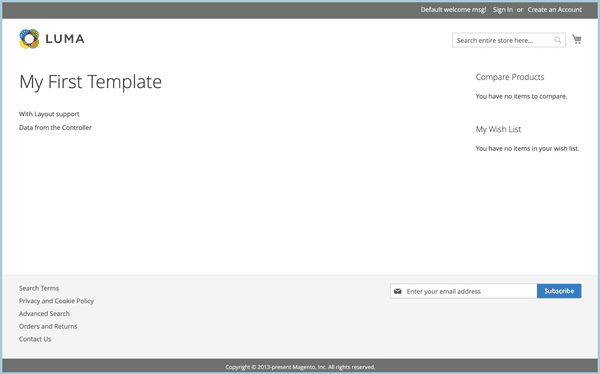 Default welcome msg! Sign In or Create an Account
LUMA
Search entire store here...
My First Template
With Layout support
Data from the Controller
Compare Products
You have no items to compare.
My Wish List
You have no items in your wish list.
Search Terms
Privacy and Cookie Policy
Advanced Search
Orders and Returns
Contact Us
Enter your email address
Subscribe
Copyright © 2013-present Magento, Inc. All rights reserved.